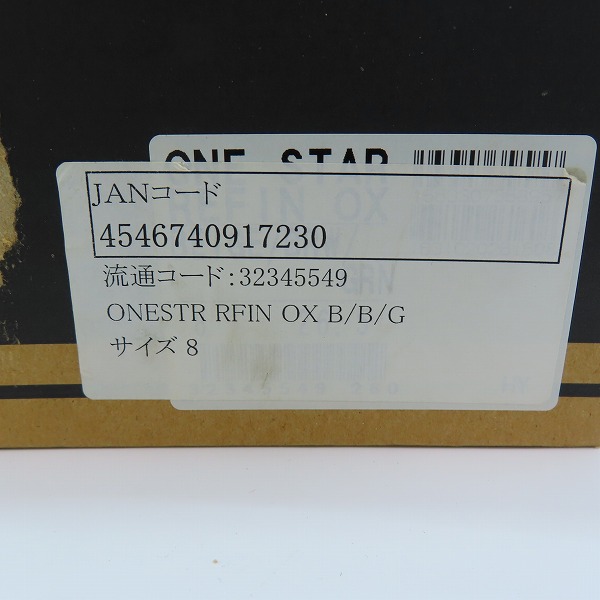 ONE STAR
JANコード
4546740917230
流通コード:32345549
ONESTR RFIN OX B/B/G
サイズ 8